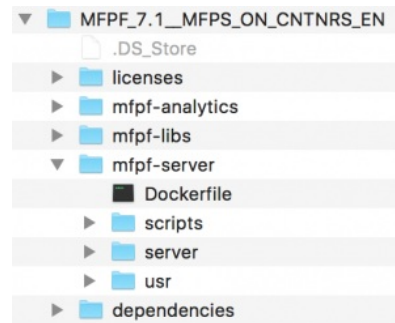 MFPF_7.1__MFPS_ON_CNTNRS_EN
.DS_Store
licenses
mfpf-analytics
mfpf-libs
mfpf-server
Dockerfile
scripts
server
usr
dependencies